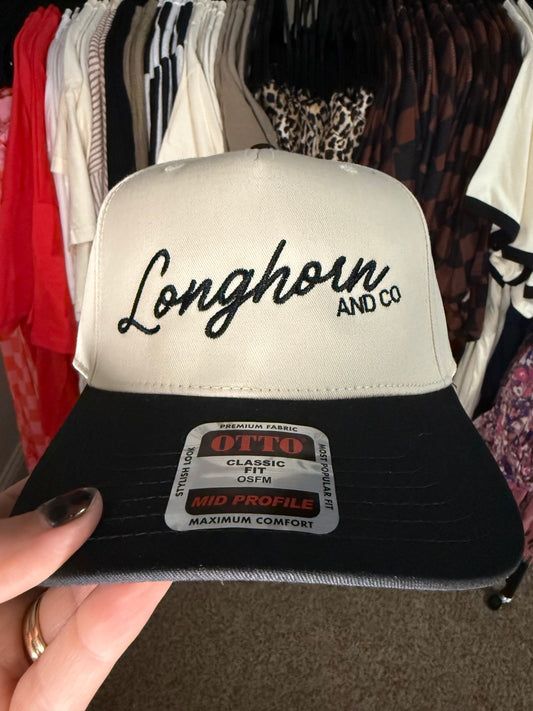 Longhorn
AND CO
PREMIUM FABRIC
OTTO
CLASSIC
FIT
OSFM
MID PROFILE
MAXIMUM COMFORT
STYLISH LOOK
MOST POPULAR FIT